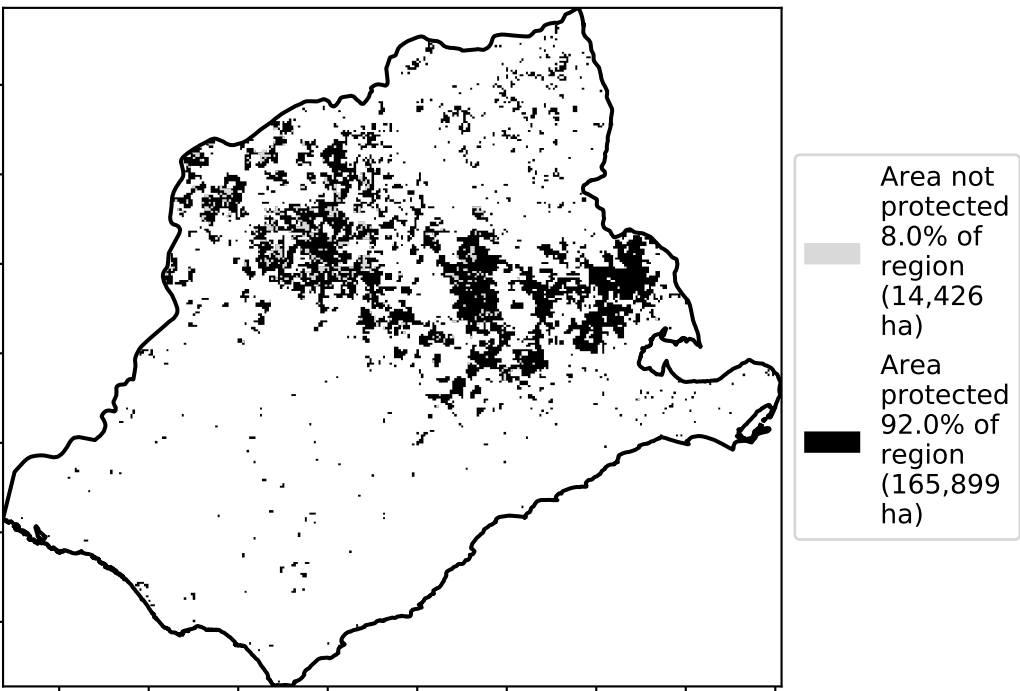 Area not
protected
8.0% of
region
(14,426
ha)
Area
protected
92.0% of
region
(165,899
ha)